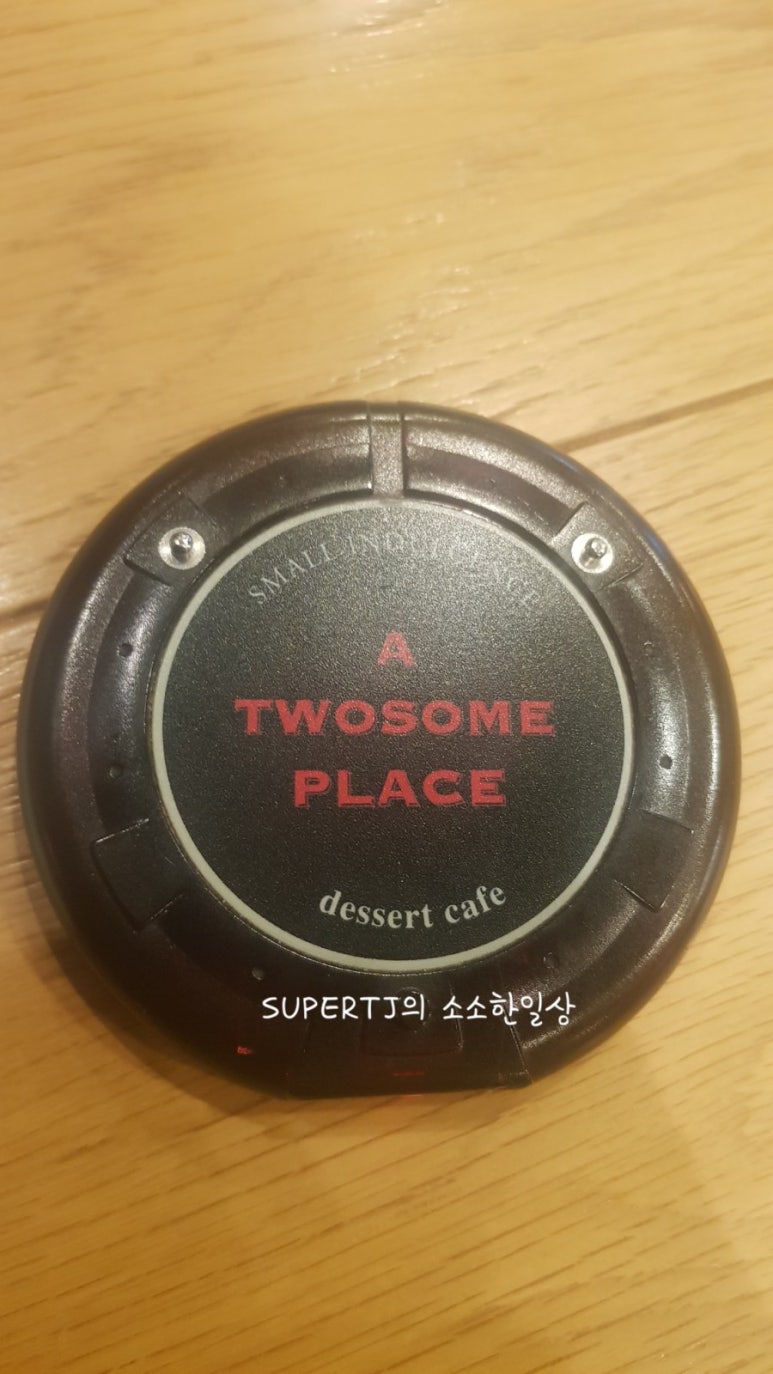 SMALL INDULGENCE
A
TWOSOME
PLACE
dessert cafe
SUPERTJ의 소소한일상